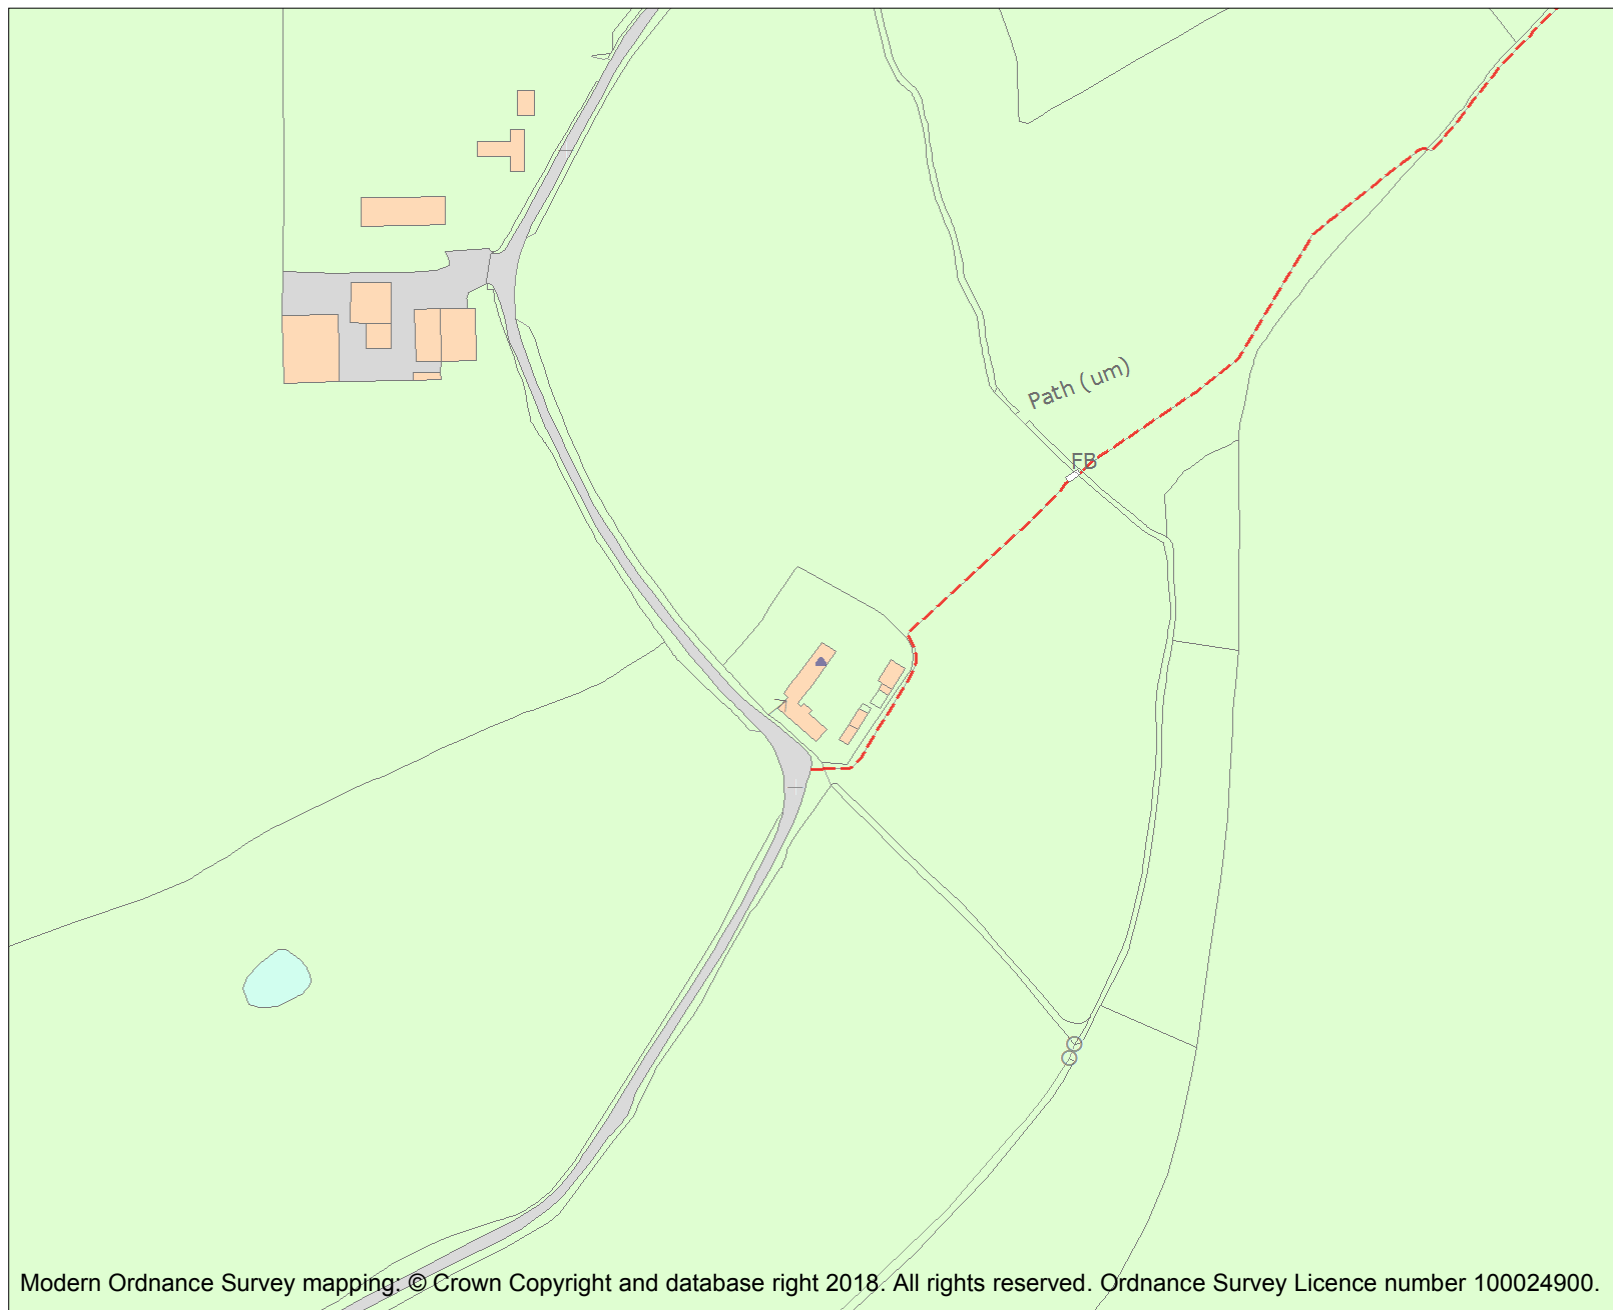 Path (um)
FB
Modern Ordnance Survey mapping: © Crown Copyright and database right 2018. All rights reserved. Ordnance Survey Licence number 100024900.